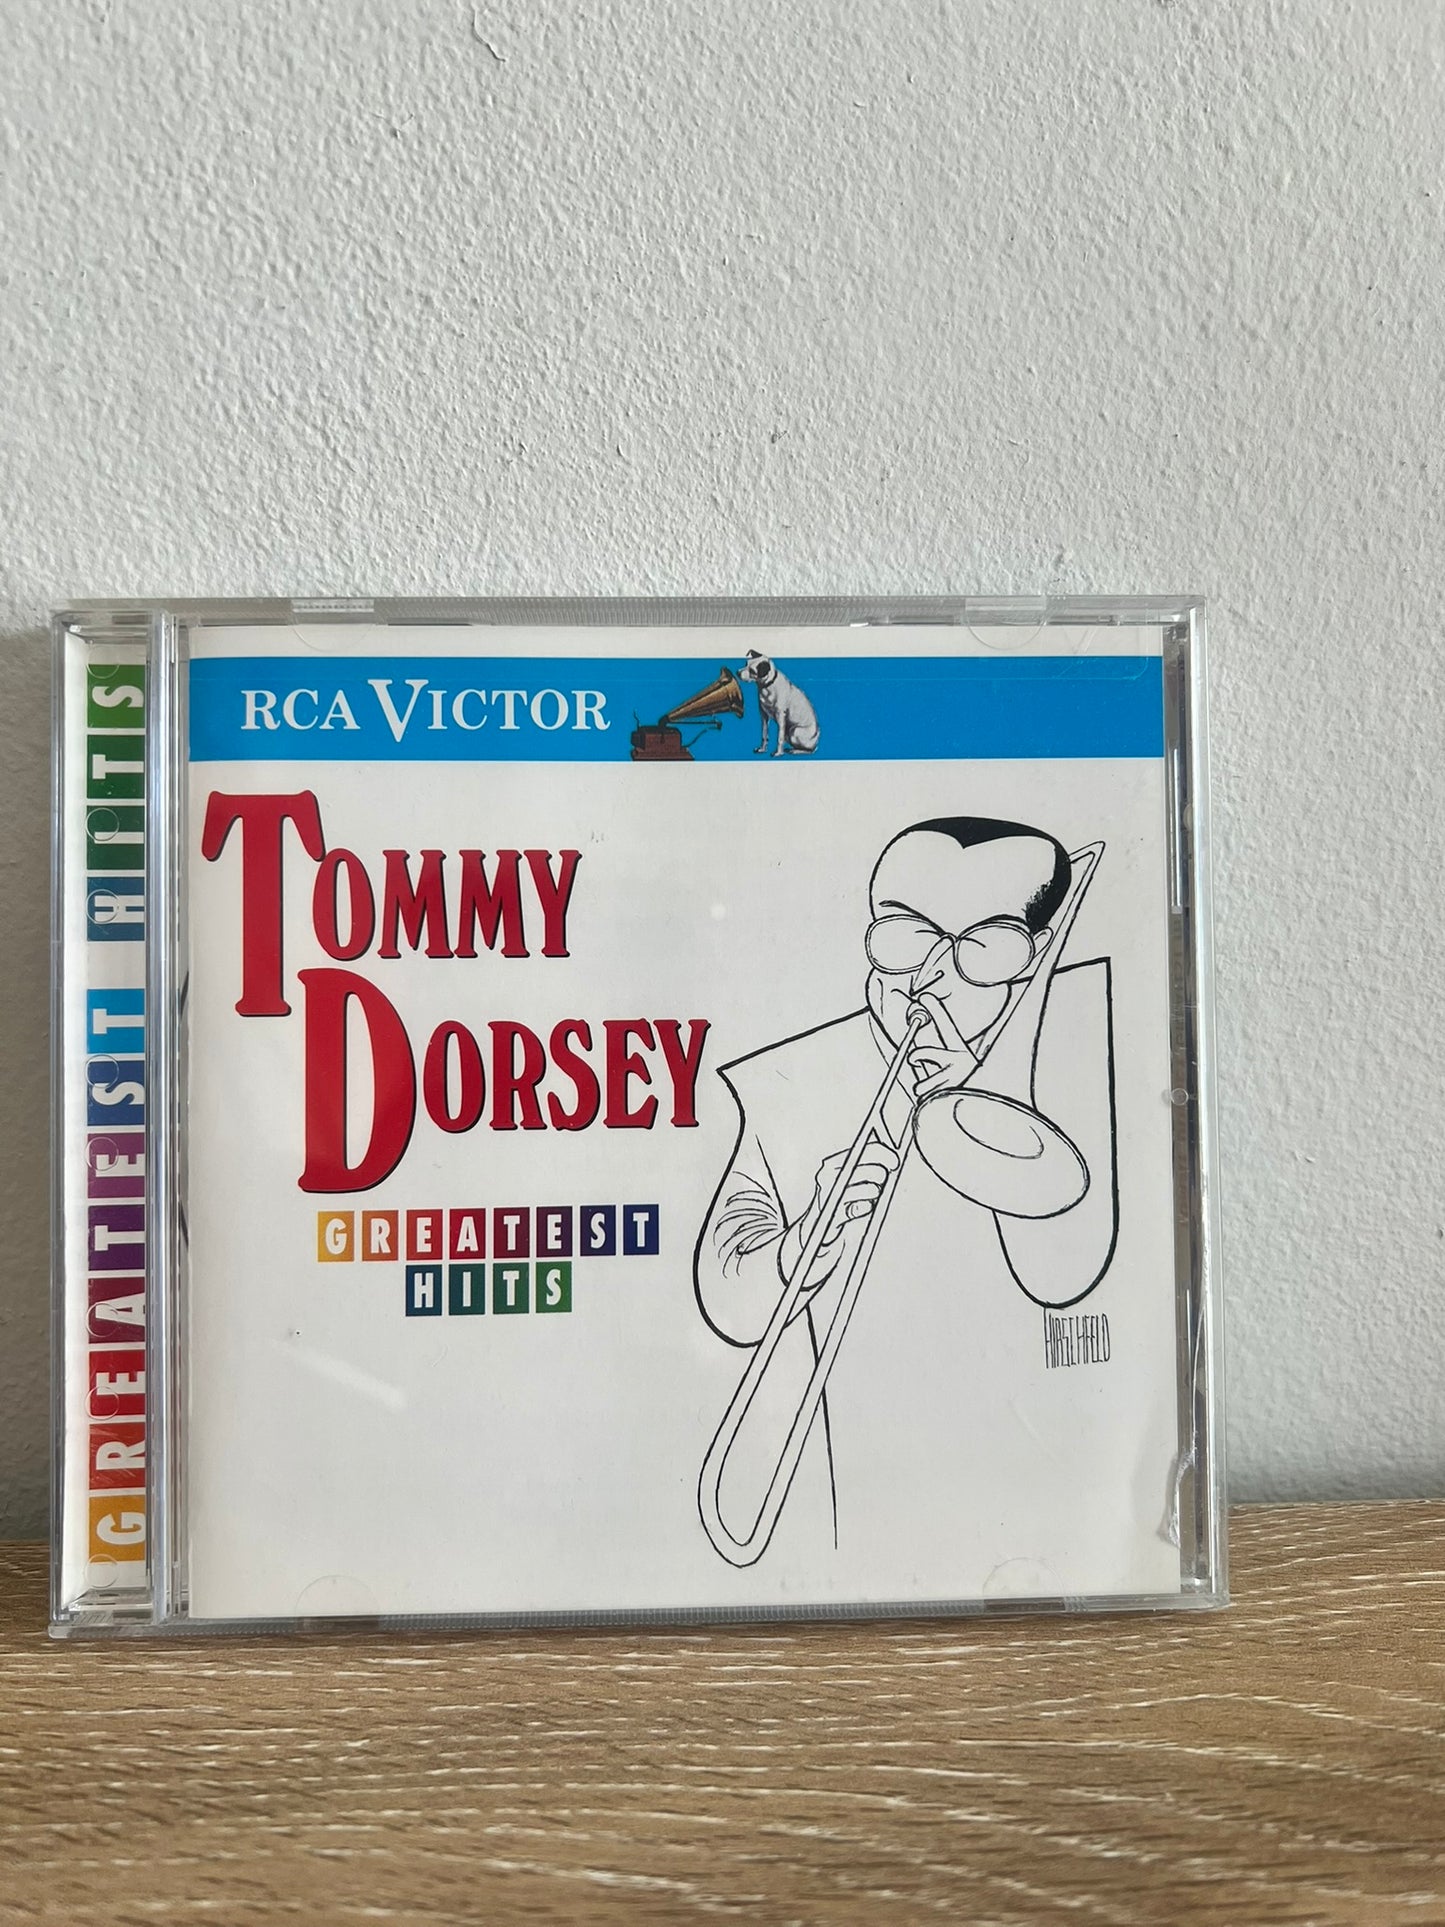 GREATEST HITS
RCA VICTOR
TOMMY
DORSEY
GREATEST
HITS
HIRSCHFELD